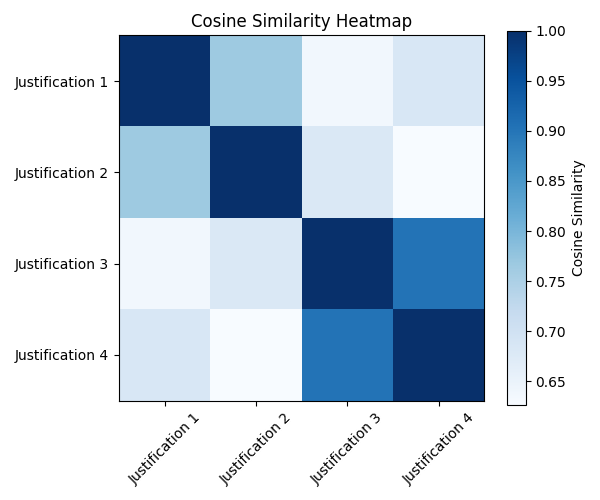 Cosine Similarity Heatmap
Justification 1
Justification 2
Justification 3
Justification 4
Justification 1
Justification 2
Justification 3
Justification 4
1.00
0.95
0.90
0.85
0.80
0.75
0.70
0.65
Cosine Similarity